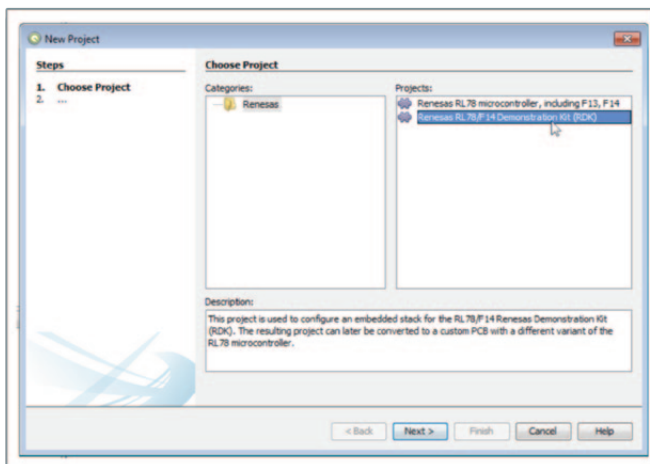 New Project
Steps
1. Choose Project
2. ...
Choose Project
Categories:
Renesas
Projects:
Renesas RL78 microcontroller, including F13, F14
Renesas RL78/F14 Demonstration Kit (RDK)
Description:
This project is used to configure an embedded stack for the RL78/F14 Renesas Demonstration Kit
(RDK). The resulting project can later be converted to a custom PCB with a different variant of the
RL78 microcontroller.
< Back
Next >
Finish
Cancel
Help